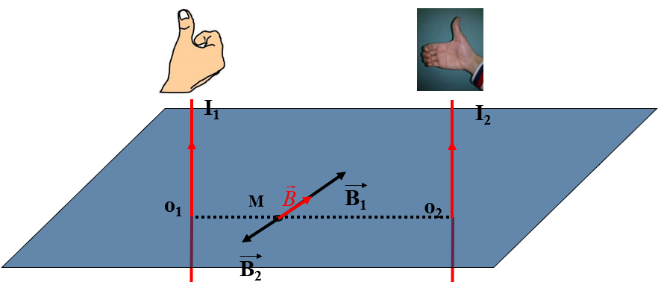 I₁
I₂
o₁
M
B⃗
B₁
o₂
B₂